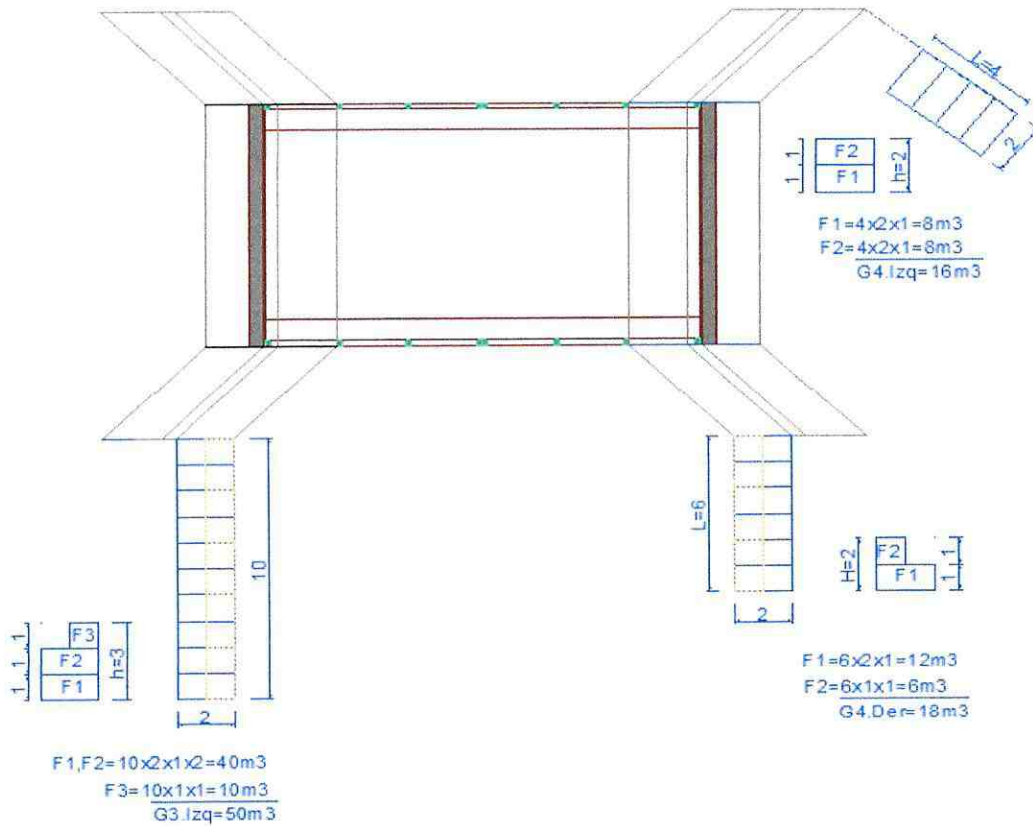 L=4
2
1
1
F2
F1
h=2
F1=4x2x1=8m3
F2=4x2x1=8m3
G4.Izq=16m3
10
2
1
1
1
F3
F2
F1
h=3
F1,F2=10x2x1x2=40m3
F3=10x1x1=10m3
G3.Izq=50m3
L=6
2
H=2
F2
F1
1
1
F1=6x2x1=12m3
F2=6x1x1=6m3
G4.Der=18m3